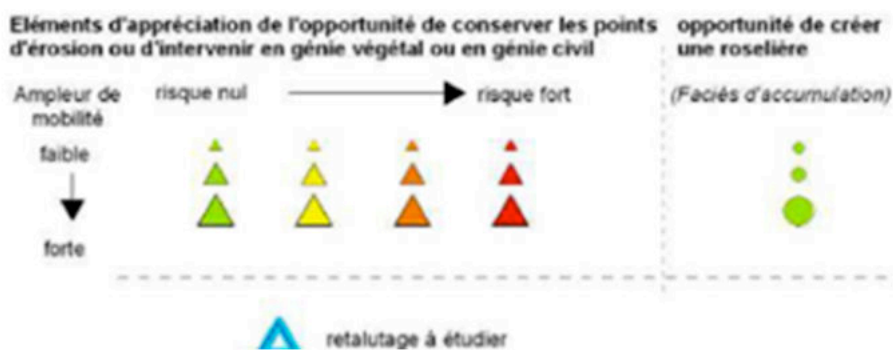 Eléments d'appréciation de l'opportunité de conserver les points
d'érosion ou d'intervenir en génie végétal ou en génie civil
opportunité de créer
une roselière
Ampleur de
mobilité
risque nul
risque fort
(Faciés d'accumulation)
faible
forte
retalutage à étudier